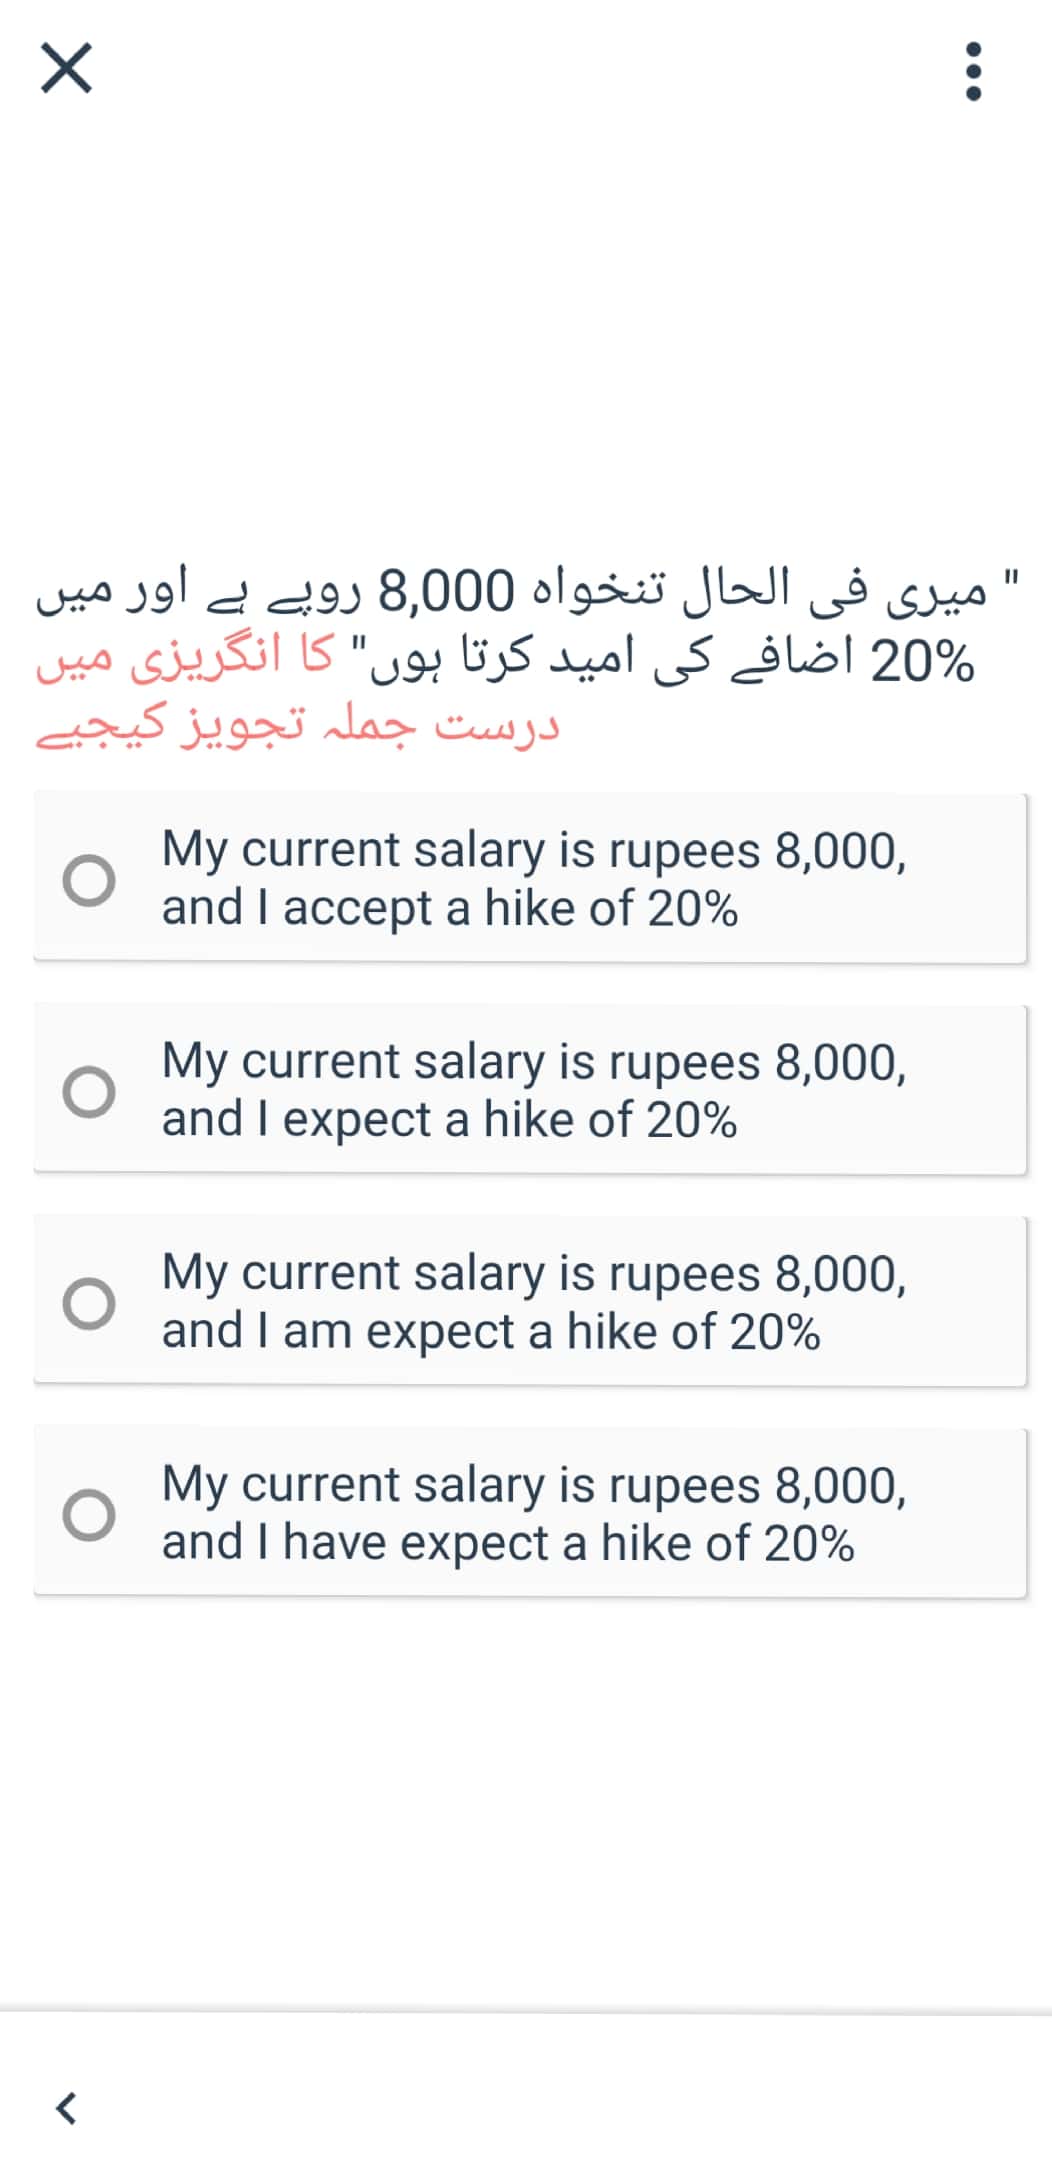 " میری فی الحال تنخواہ 8,000 روپے ہے اور میں
20% اضافے کی امید کرتا ہوں" کا انگریزی میں
درست جملہ تجویز کیجیے
My current salary is rupees 8,000,
and I accept a hike of 20%
My current salary is rupees 8,000,
and I expect a hike of 20%
My current salary is rupees 8,000,
and I am expect a hike of 20%
My current salary is rupees 8,000,
and I have expect a hike of 20%